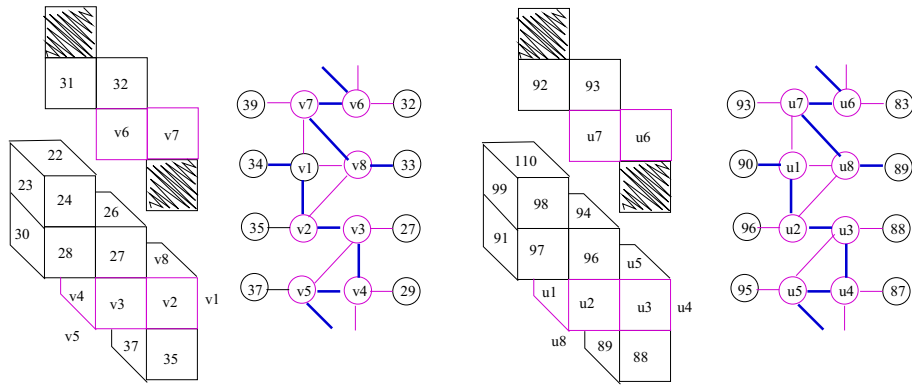 31 32
v6 v7
22
23 24
26
30 28 27
v8
v4 v3 v2 v1
v5 37 35
39 v7 v6 32
34 v1 v8 33
35 v2 v3 27
37 v5 v4 29
92 93
u7 u6
110
99 98
94
91 97 96
u5
u1 u2 u3 u4
u8 89 88
93 u7 u6 83
90 u1 u8 89
96 u2 u3 88
95 u5 u4 87